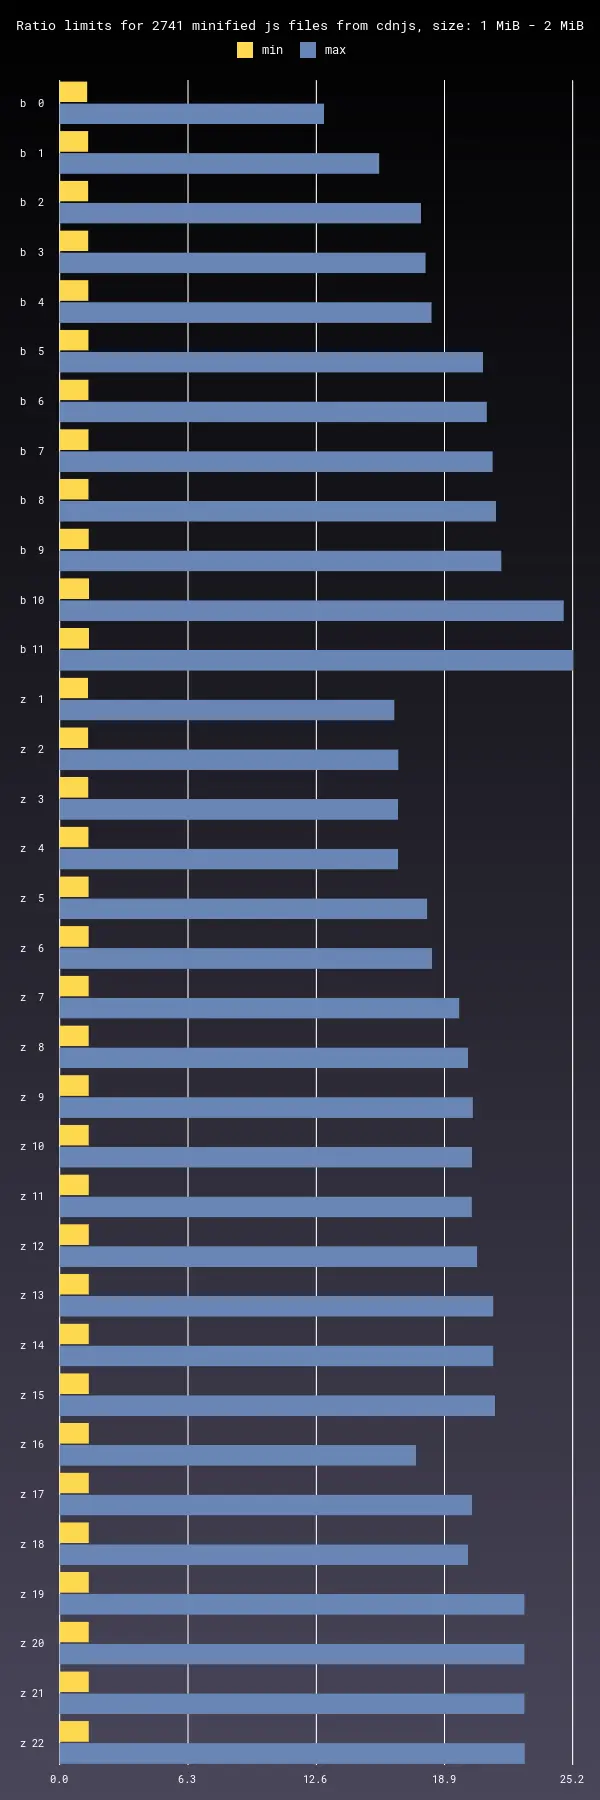 Ratio limits for 2741 minified js files from cdnjs, size: 1 MiB - 2 MiB
min max
b 0
b 1
b 2
b 3
b 4
b 5
b 6
b 7
b 8
b 9
b 10
b 11
z 1
z 2
z 3
z 4
z 5
z 6
z 7
z 8
z 9
z 10
z 11
z 12
z 13
z 14
z 15
z 16
z 17
z 18
z 19
z 20
z 21
z 22
0.0 6.3 12.6 18.9 25.2